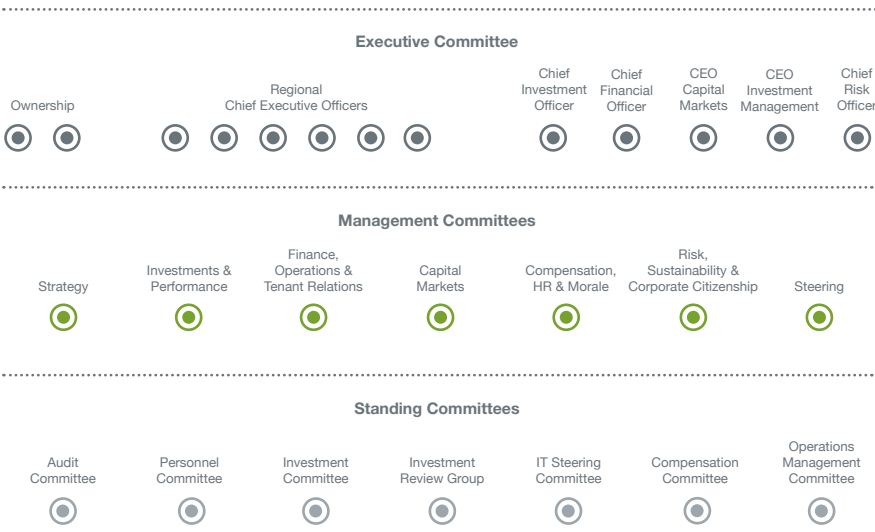 Executive Committee
Ownership
Regional
Chief Executive Officers
Chief
Investment
Officer
Chief
Financial
Officer
CEO
Capital
Markets
CEO
Investment
Management
Chief
Risk
Officer
Management Committees
Strategy
Investments &
Performance
Finance,
Operations &
Tenant Relations
Capital
Markets
Compensation,
HR & Morale
Risk,
Sustainability &
Corporate Citizenship
Steering
Standing Committees
Audit
Committee
Personnel
Committee
Investment
Committee
Investment
Review Group
IT Steering
Committee
Compensation
Committee
Operations
Management
Committee